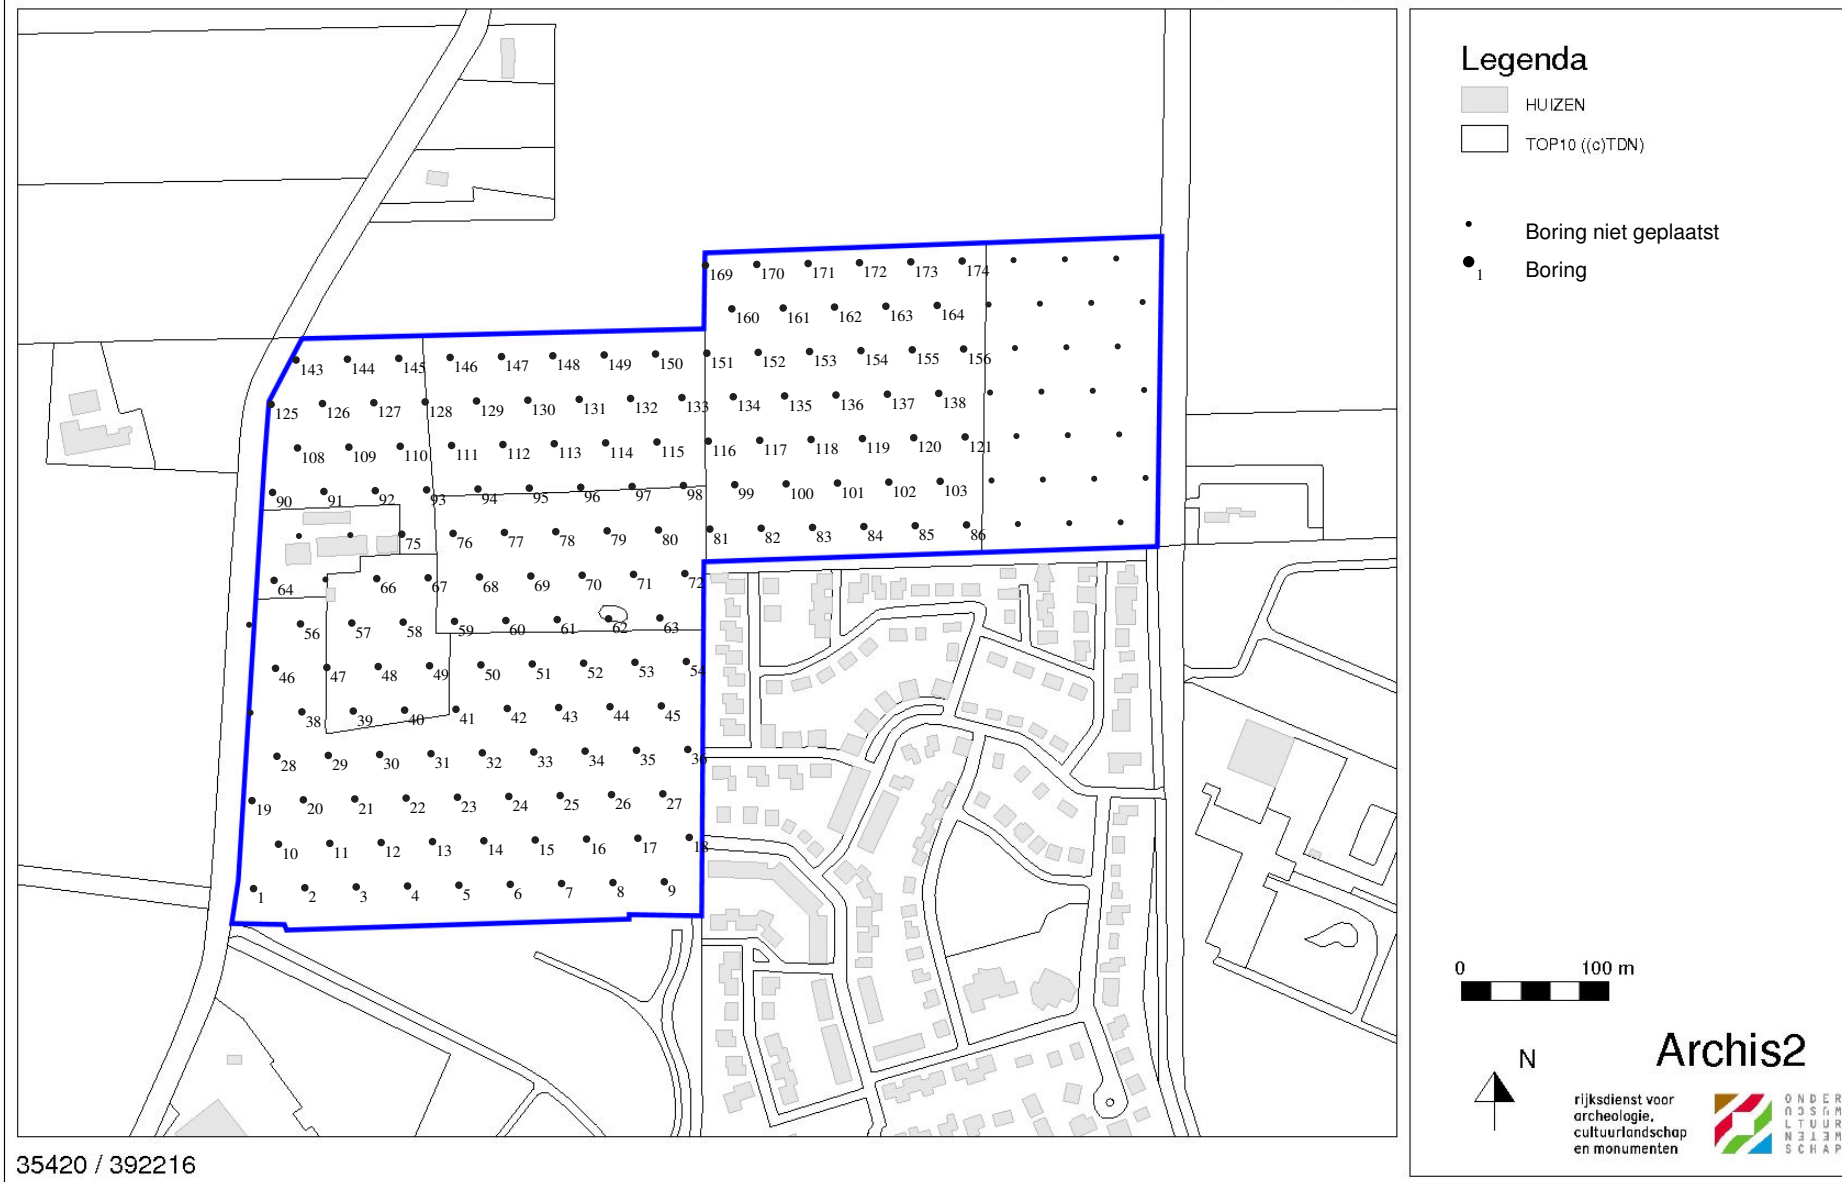 169 170 171 172 173 174
160 161 162 163 164
143 144 145 146 147 148 149 150 151 152 153 154 155 156
125 126 127 128 129 130 131 132 133 134 135 136 137 138
108 109 110 111 112 113 114 115 116 117 118 119 120 121
90 91 92 93 94 95 96 97 98 99 100 101 102 103
75 76 77 78 79 80 81 82 83 84 85 86
64 66 67 68 69 70 71 72
56 57 58 59 60 61 62 63
46 47 48 49 50 51 52 53 54
38 39 40 41 42 43 44 45
28 29 30 31 32 33 34 35 36
19 20 21 22 23 24 25 26 27
10 11 12 13 14 15 16 17 18
1 2 3 4 5 6 7 8 9
35420 / 392216
Legenda
HUIZEN
TOP10 ((c)TDN)
Boring niet geplaatst
1 Boring
0 100 m
N
Archis2
rijksdienst voor
archeologie,
cultuurlandschap
en monumenten
ONDER
LTUUR
SCHAP